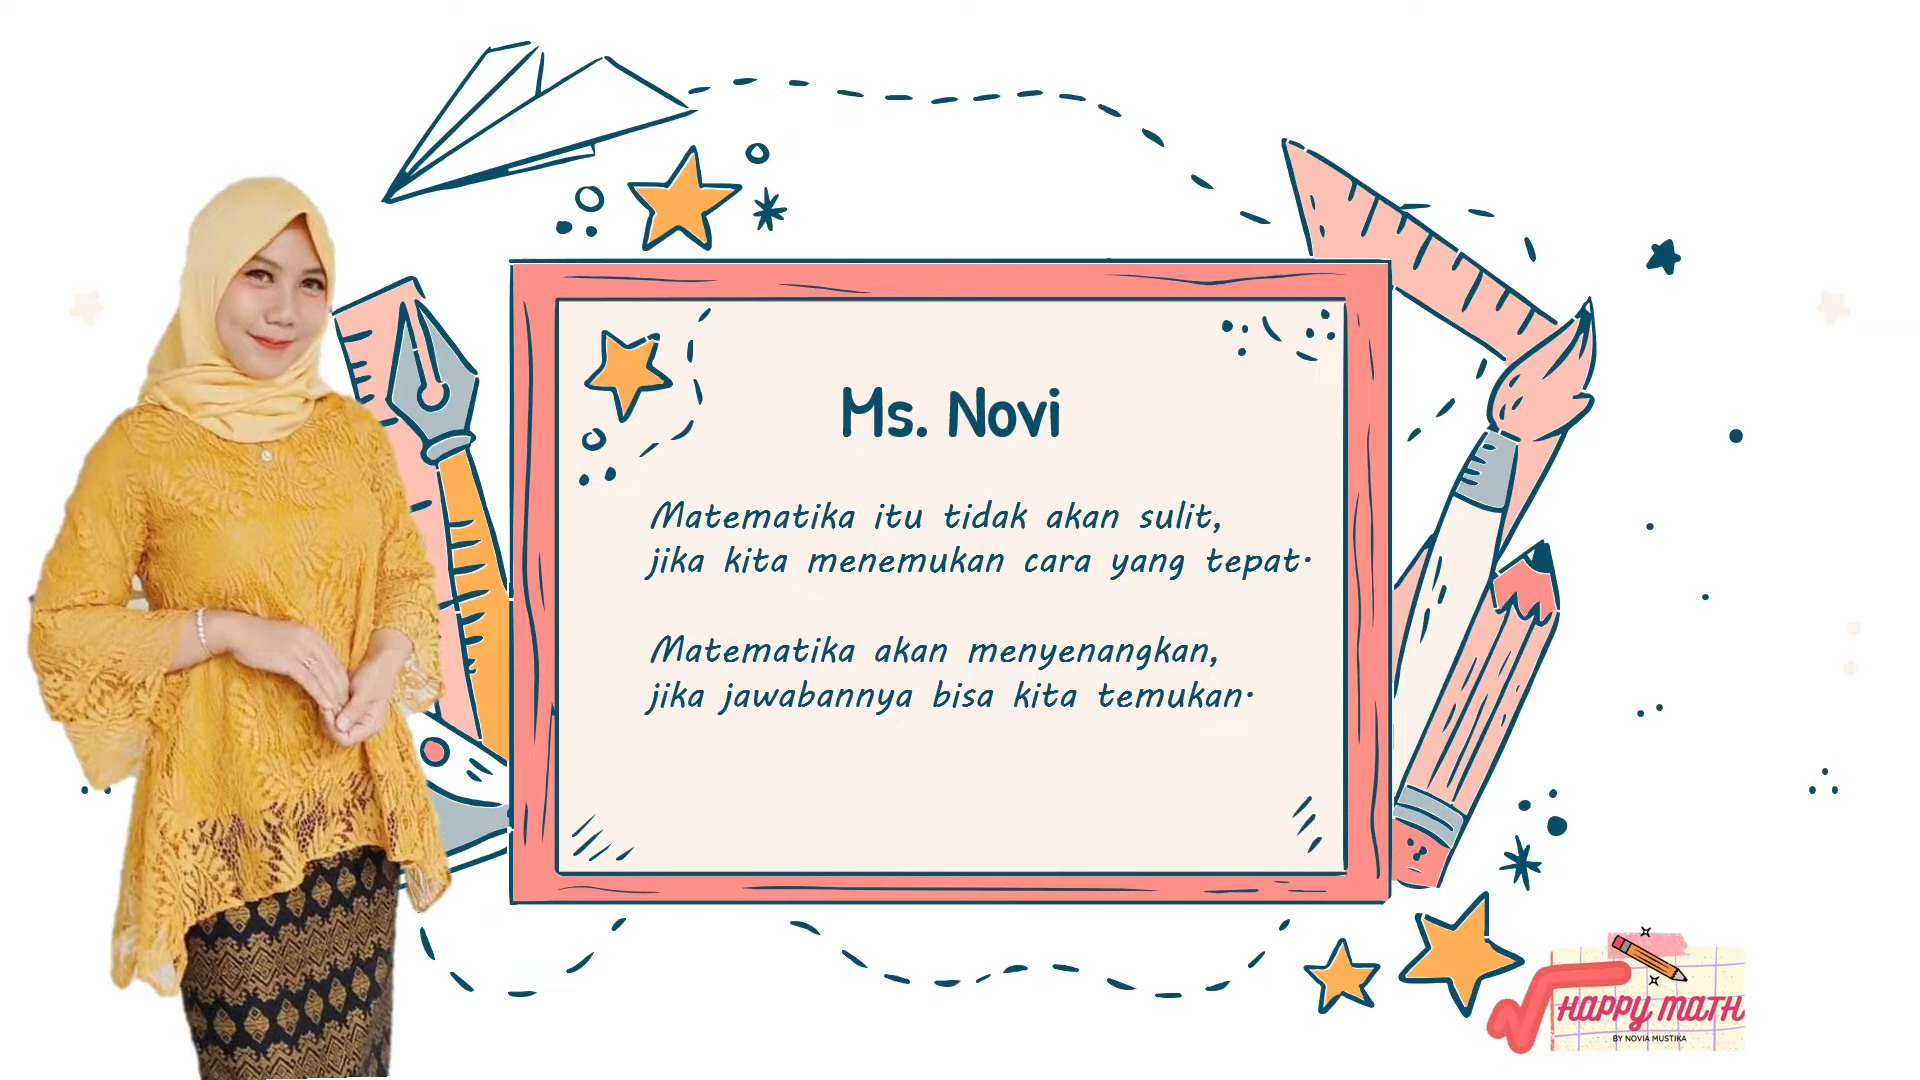 Ms. Novi
Matematika itu tidak akan sulit,
jika kita menemukan cara yang tepat.
Matematika akan menyenangkan,
jika jawabannya bisa kita temukan.
HAPPY MATH
BY NOVIA MUSTIKA